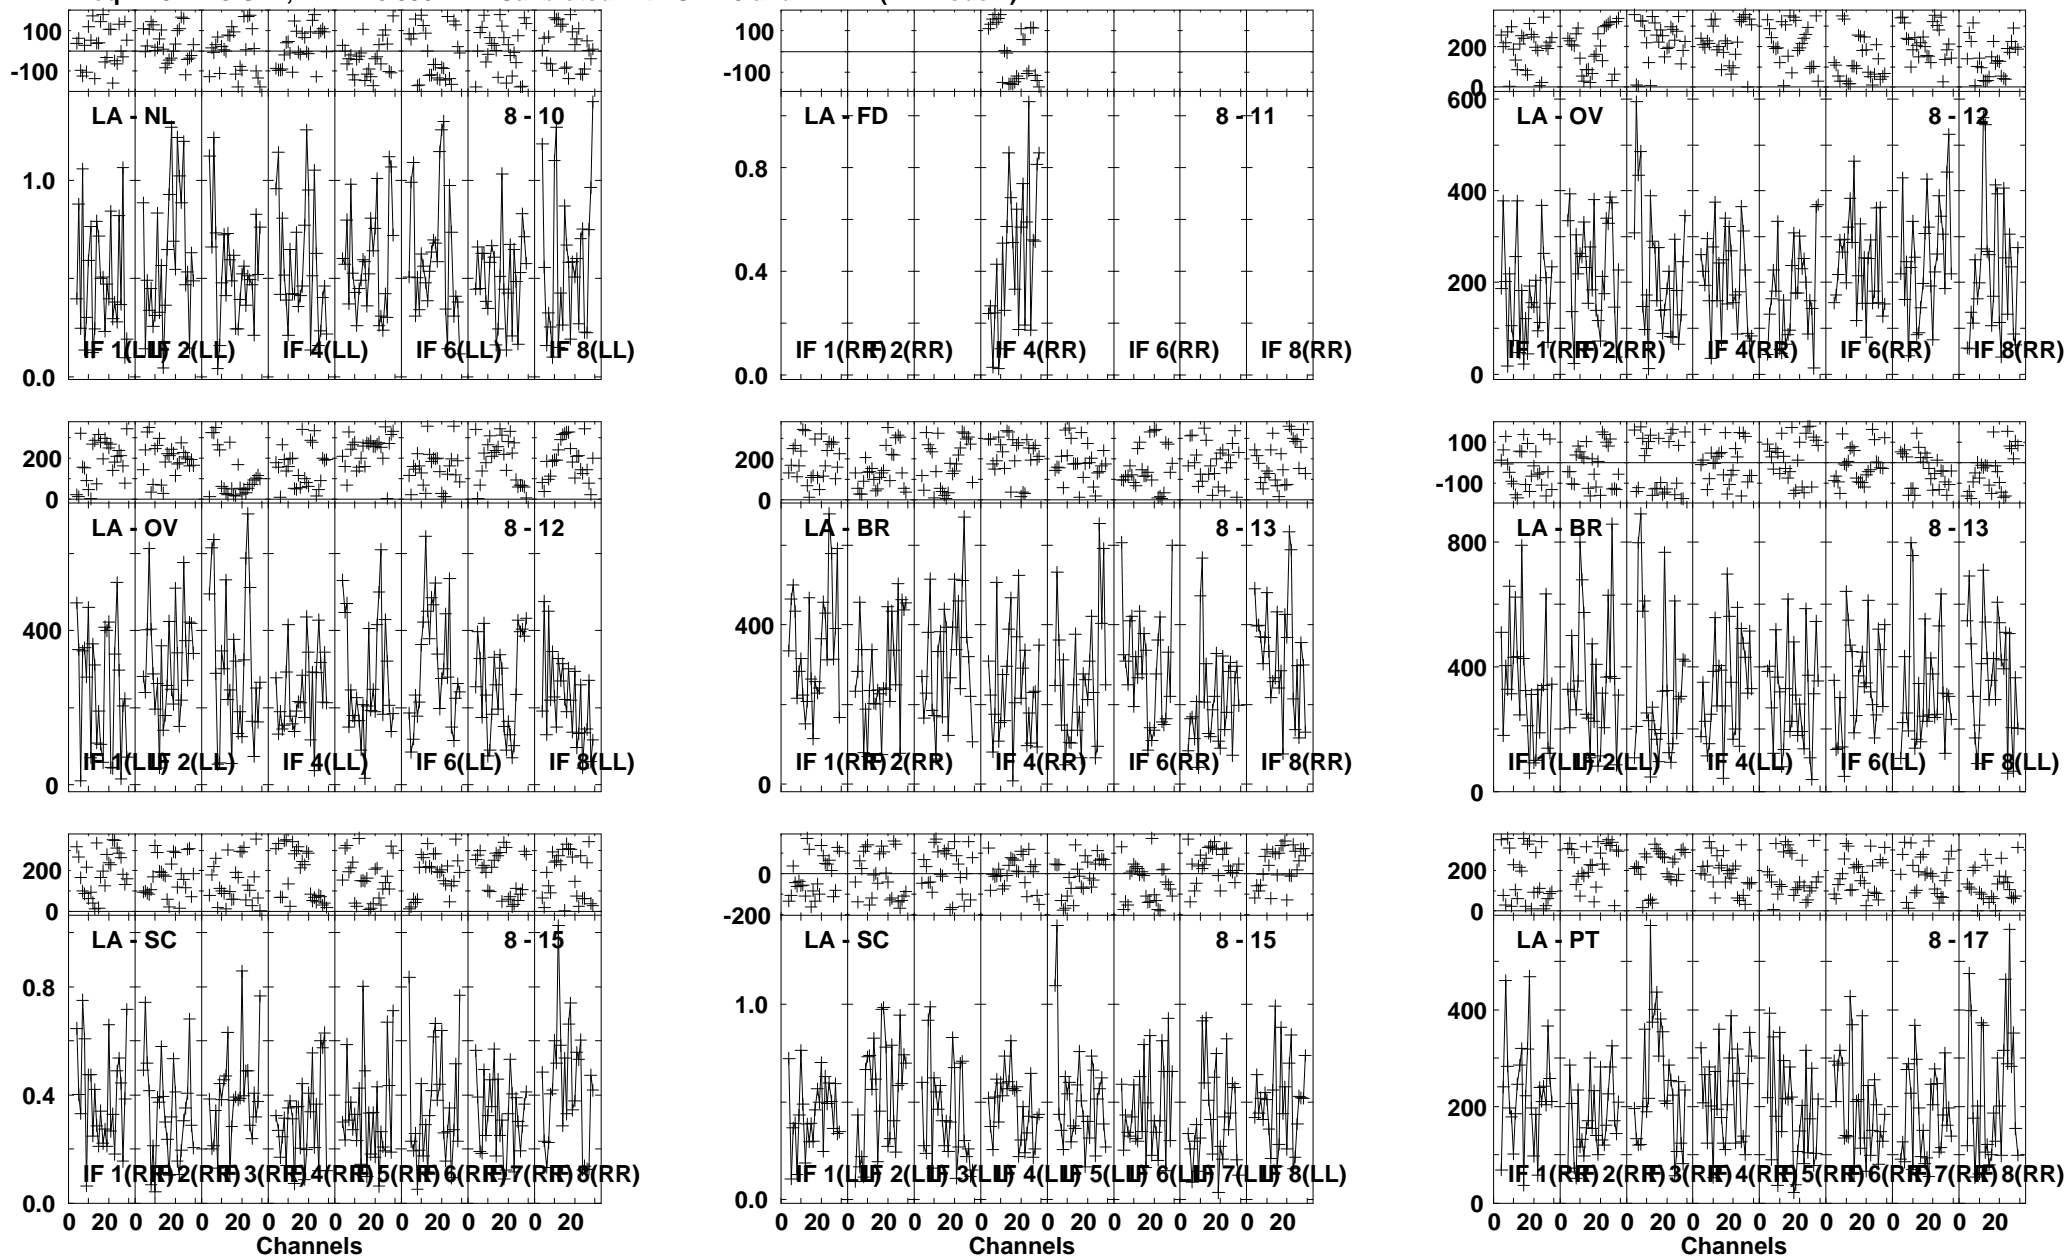 100
-100
LA - NL 8 - 10
1.0
0.0
IF 1(LL) IF 2(LL) IF 4(LL) IF 6(LL) IF 8(LL)
100
-100
LA - FD 8 - 11
0.8
0.4
0.0
IF 1(RR) IF 2(RR) IF 4(RR) IF 6(RR) IF 8(RR)
200
0
600
LA - OV 8 - 12
400
200
0
IF 1(RR) IF 2(RR) IF 4(RR) IF 6(RR) IF 8(RR)
200
0
LA - OV 8 - 12
400
0
IF 1(LL) IF 2(LL) IF 4(LL) IF 6(LL) IF 8(LL)
200
0
LA - BR 8 - 13
400
0
IF 1(RR) IF 2(RR) IF 4(RR) IF 6(RR) IF 8(RR)
100
-100
LA - BR 8 - 13
800
400
0
IF 1(LL) IF 2(LL) IF 4(LL) IF 6(LL) IF 8(LL)
200
0
LA - SC 8 - 15
0.8
0.4
0.0
IF 1(RR) IF 2(RR) IF 3(RR) IF 4(RR) IF 5(RR) IF 6(RR) IF 7(RR) IF 8(RR)
0 20 0 20 0 20 0 20 0 20 0 20 0 20 0 20
Channels
0
-200
LA - SC 8 - 15
1.0
0.0
IF 1(LL) IF 2(LL) IF 3(LL) IF 4(LL) IF 5(LL) IF 6(LL) IF 7(LL) IF 8(LL)
0 20 0 20 0 20 0 20 0 20 0 20 0 20 0 20
Channels
200
0
LA - PT 8 - 17
400
200
0
IF 1(RR) IF 2(RR) IF 3(RR) IF 4(RR) IF 5(RR) IF 6(RR) IF 7(RR) IF 8(RR)
0 20 0 20 0 20 0 20 0 20 0 20 0 20 0 20
Channels